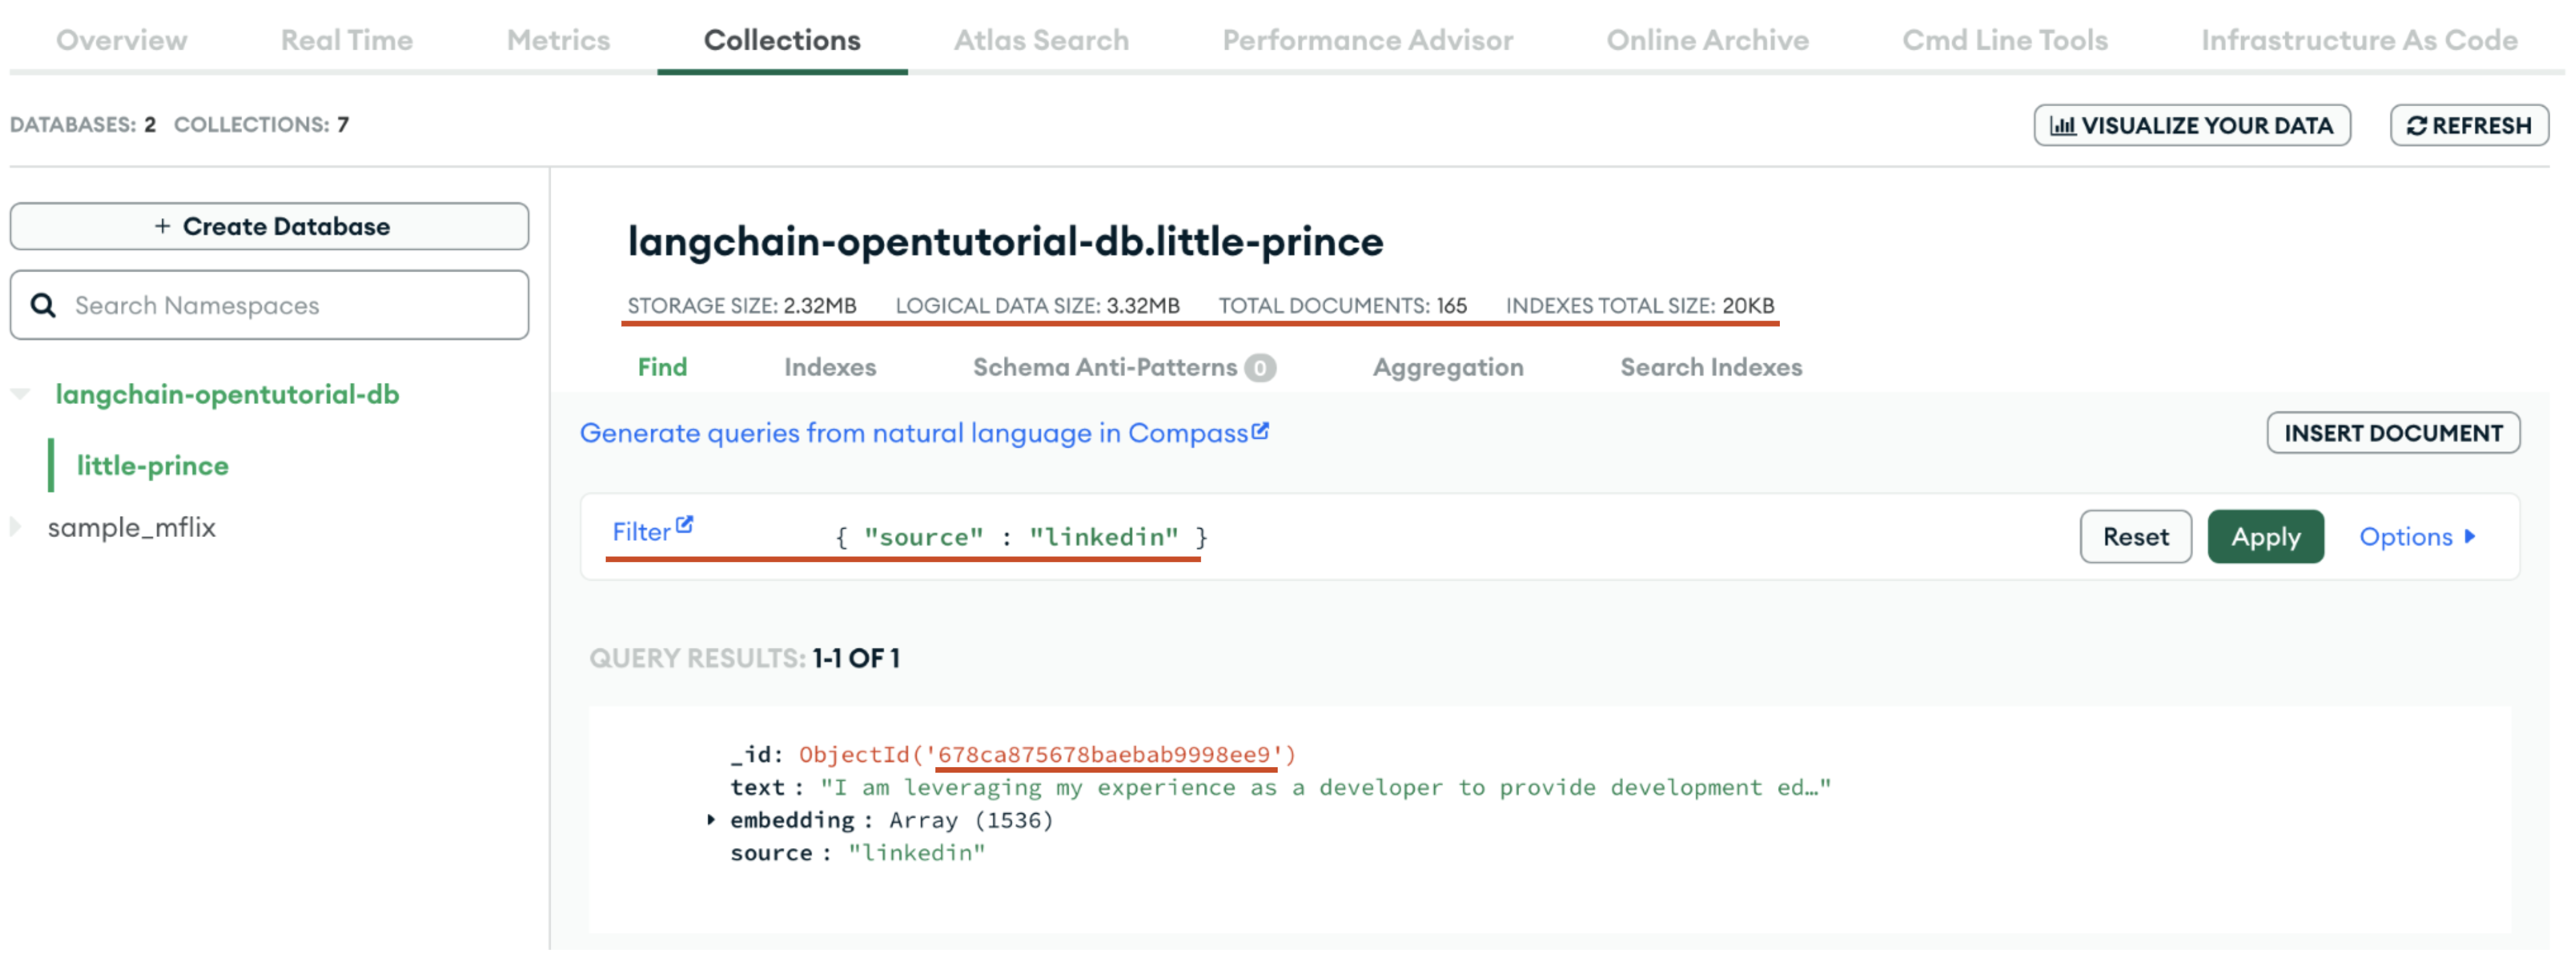 Overview Real Time Metrics Collections Atlas Search Performance Advisor Online Archive Cmd Line Tools Infrastructure As Code
DATABASES: 2 COLLECTIONS: 7
VISUALIZE YOUR DATA REFRESH
+ Create Database
Search Namespaces
langchain-opentutorial-db
little-prince
sample_mflix
langchain-opentutorial-db.little-prince
STORAGE SIZE: 2.32MB LOGICAL DATA SIZE: 3.32MB TOTAL DOCUMENTS: 165 INDEXES TOTAL SIZE: 20KB
Find Indexes Schema Anti-Patterns 0 Aggregation Search Indexes
Generate queries from natural language in Compass
INSERT DOCUMENT
Filter { "source" : "linkedin" } Reset Apply Options
QUERY RESULTS: 1-1 OF 1
_id: ObjectId('678ca875678baebab9998ee9')
text : "I am leveraging my experience as a developer to provide development ed…"
embedding : Array (1536)
source : "linkedin"